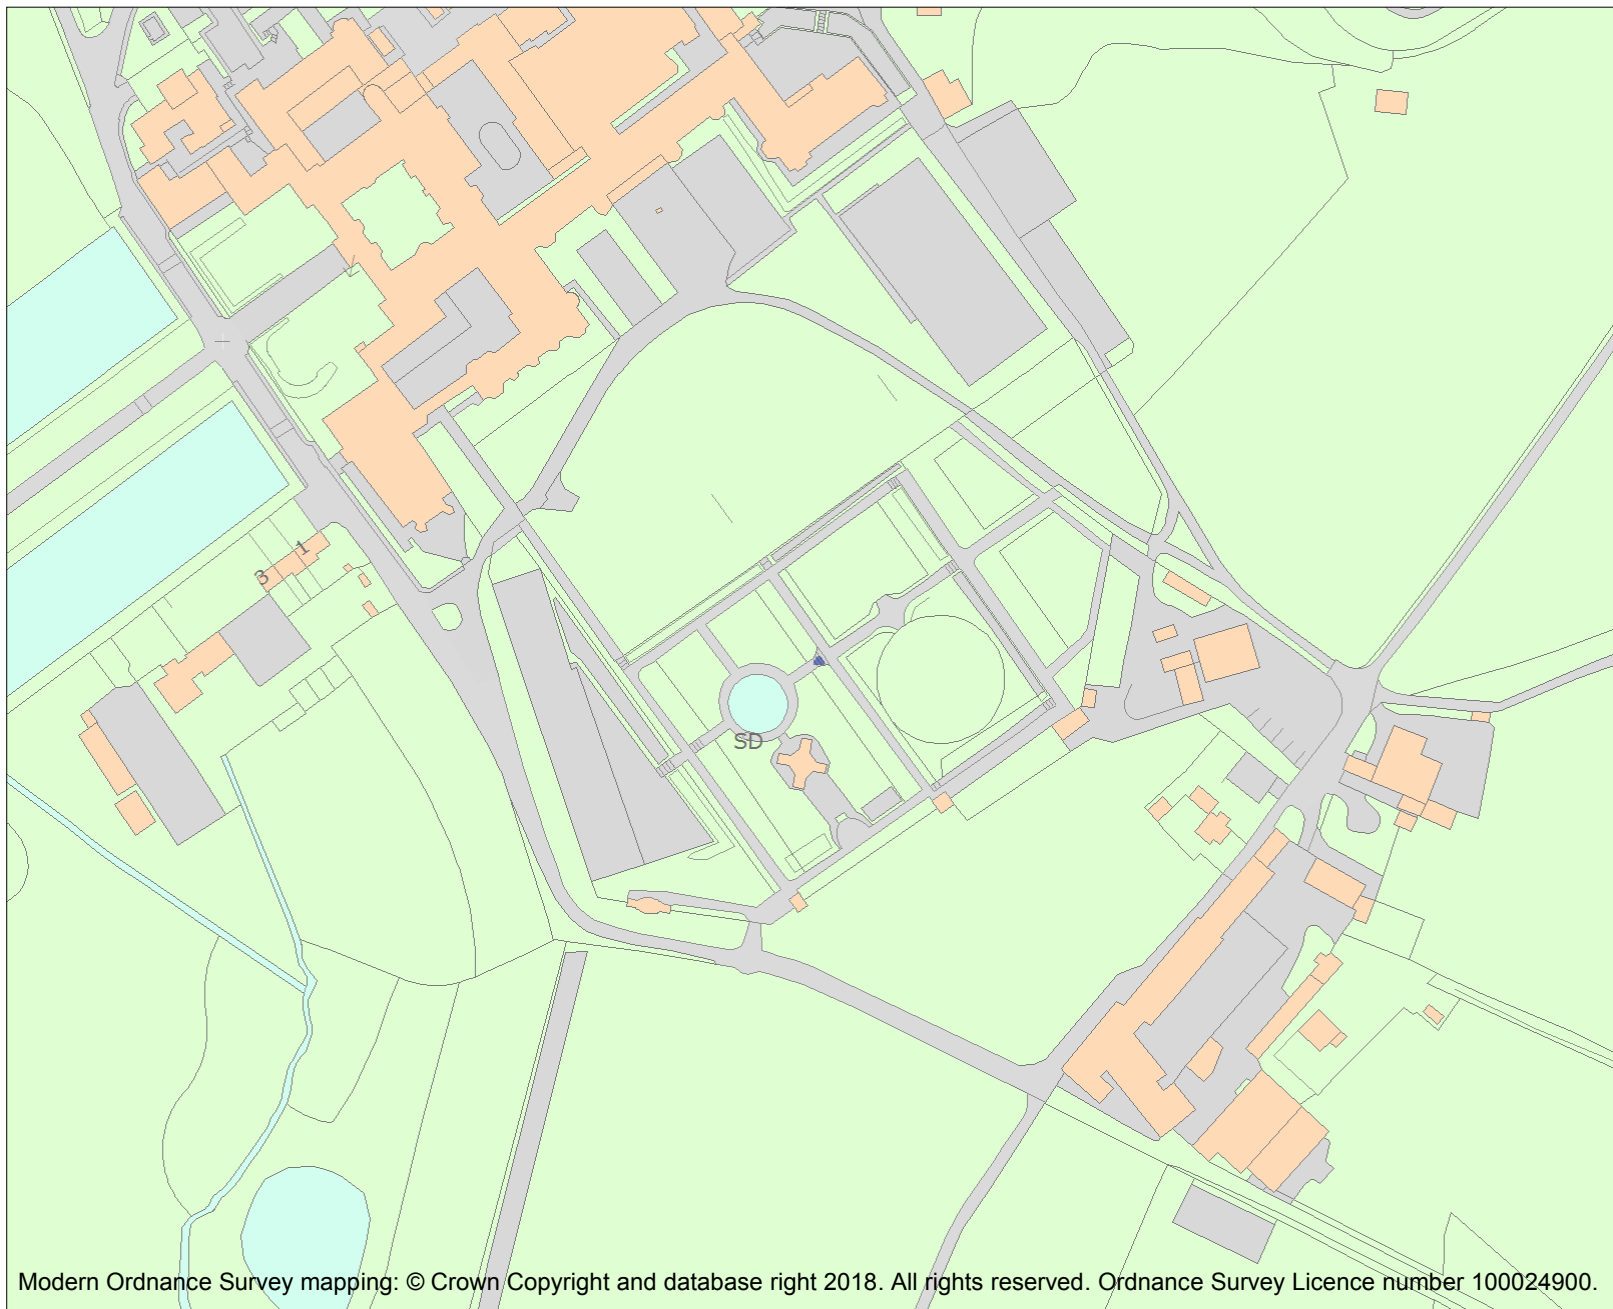 1
3
SD
Modern Ordnance Survey mapping: © Crown Copyright and database right 2018. All rights reserved. Ordnance Survey Licence number 100024900.